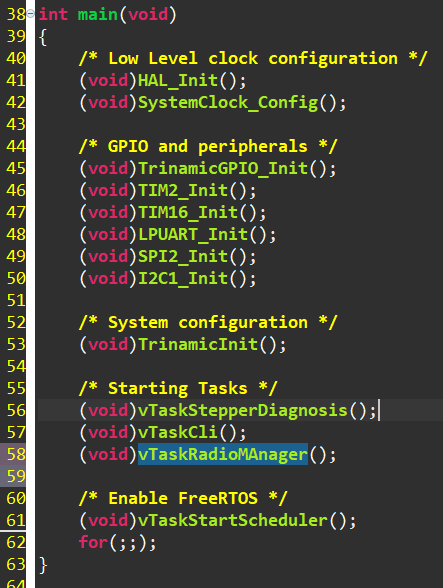 38 int main(void)
39 {
40 /* Low Level clock configuration */
41 (void)HAL_Init();
42 (void)SystemClock_Config();
43
44 /* GPIO and peripherals */
45 (void)TrinamicGPIO_Init();
46 (void)TIM2_Init();
47 (void)TIM16_Init();
48 (void)LPUART_Init();
49 (void)SPI2_Init();
50 (void)I2C1_Init();
51
52 /* System configuration */
53 (void)TrinamicInit();
54
55 /* Starting Tasks */
56 (void)vTaskStepperDiagnosis();
57 (void)vTaskCli();
58 (void)vTaskRadioMAnager();
59
60 /* Enable FreeRTOS */
61 (void)vTaskStartScheduler();
62 for(;;);
63 }
64